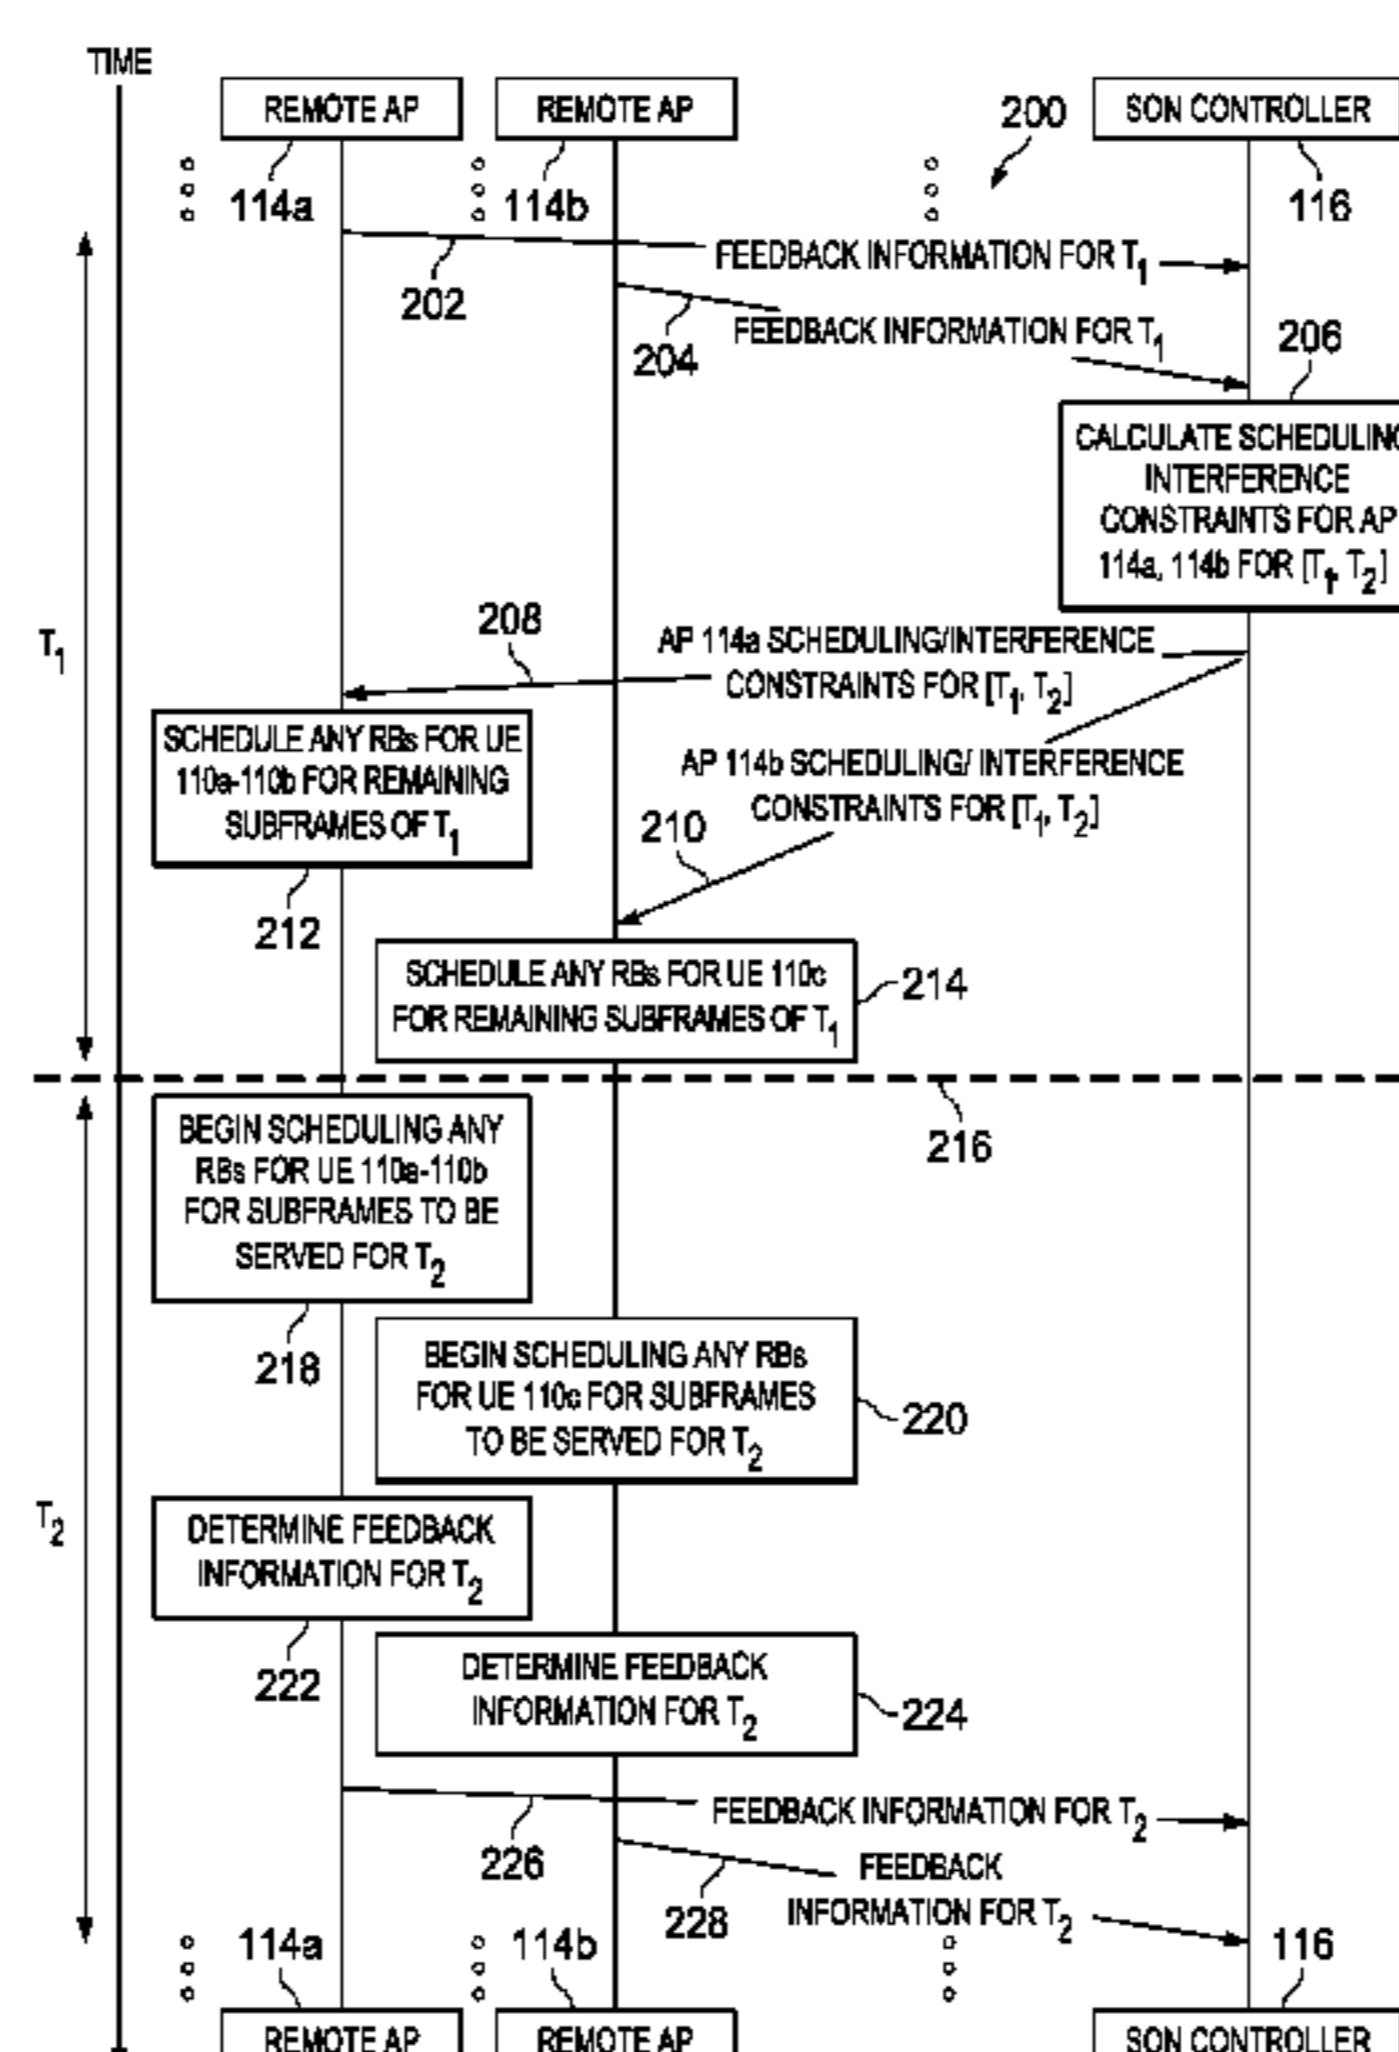 TIME
REMOTE AP
REMOTE AP
SON CONTROLLER
200
114a
114b
116
FEEDBACK INFORMATION FOR T1
202
FEEDBACK INFORMATION FOR T1
204
206
CALCULATE SCHEDULING
INTERFERENCE
CONSTRAINTS FOR AP
114a, 114b FOR [T1, T2]
T1
208
AP 114a SCHEDULING/INTERFERENCE
CONSTRAINTS FOR [T1, T2]
SCHEDULE ANY RBs FOR UE
110a-110b FOR REMAINING
SUBFRAMES OF T1
AP 114b SCHEDULING/ INTERFERENCE
CONSTRAINTS FOR [T1, T2]
210
212
SCHEDULE ANY RBs FOR UE 110c
FOR REMAINING SUBFRAMES OF T1
214
216
BEGIN SCHEDULING ANY
RBs FOR UE 110a-110b
FOR SUBFRAMES TO BE
SERVED FOR T2
218
BEGIN SCHEDULING ANY RBs
FOR UE 110c FOR SUBFRAMES
TO BE SERVED FOR T2
220
T2
DETERMINE FEEDBACK
INFORMATION FOR T2
222
DETERMINE FEEDBACK
INFORMATION FOR T2
224
FEEDBACK INFORMATION FOR T2
226
FEEDBACK
INFORMATION FOR T2
228
114a
114b
116
REMOTE AP
REMOTE AP
SON CONTROLLER